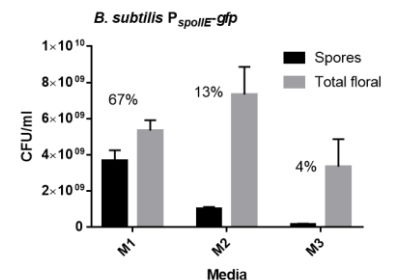 B. subtilis PspoIIE-gfp
1×10¹⁰
8×10⁰⁹
6×10⁰⁹
4×10⁰⁹
2×10⁰⁹
0
CFU/ml
67%
13%
4%
Spores
Total floral
M1
M2
M3
Media